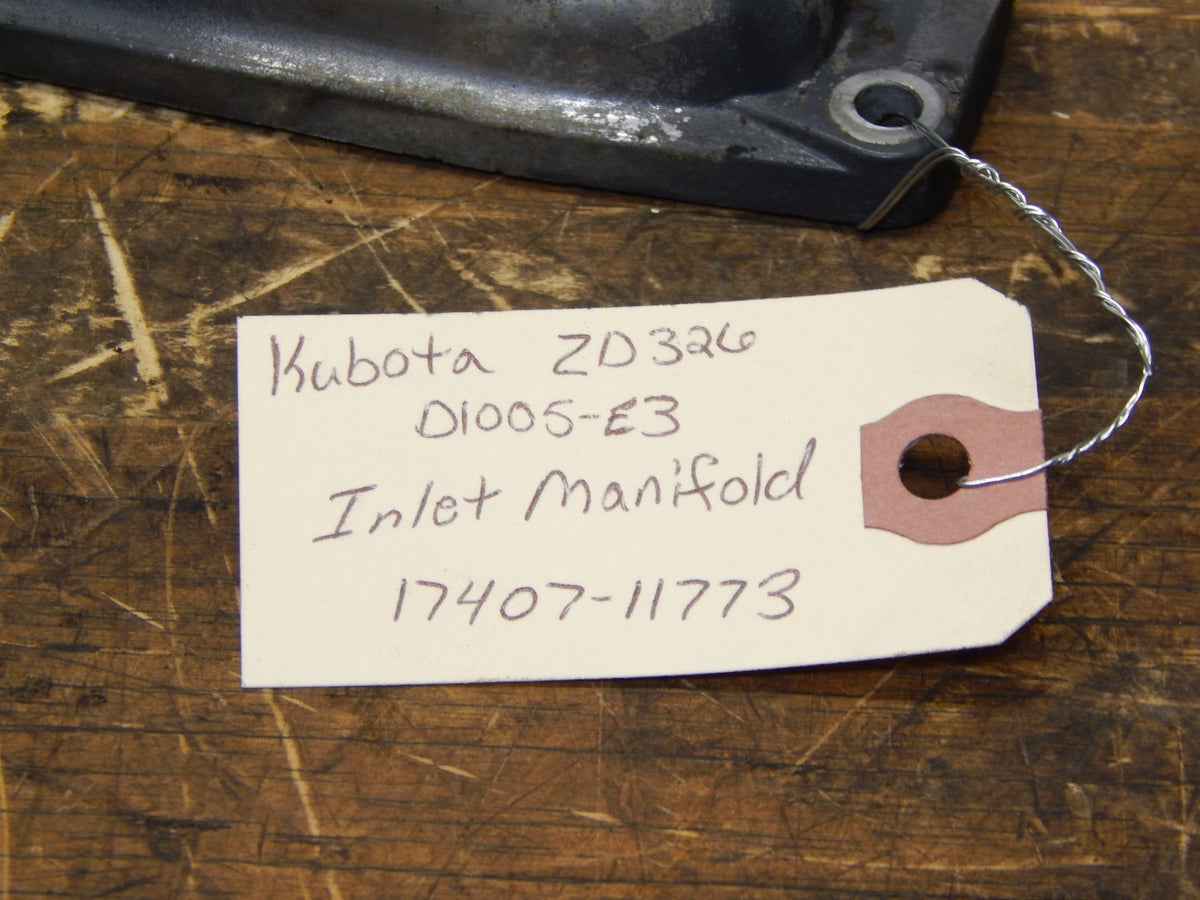 Kubota ZD326
D1005-E3
Inlet Manifold
17407-11773